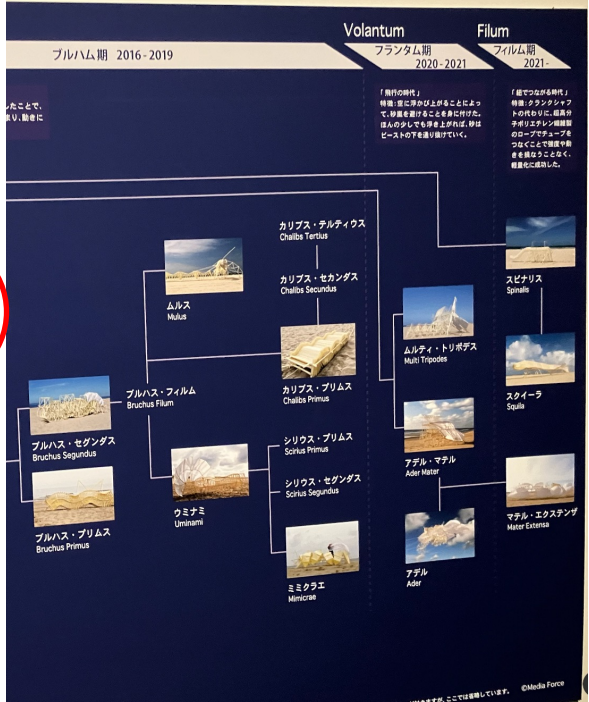 Volantum
Filum
ブルハム期 2016-2019
フランタム期
2020-2021
フィルム期
2021-
したことで、
まり、動きに
「飛行の時代」
特徴:空に浮かび上がることによっ
て、砂嵐を避けることを身に付けた。
ほんの少しでも浮き上がれば、砂は
ビーストの下を通り抜けていく。
「紐でつながる時代」
特徴:クランクシャフ
トの代わりに、超高分
子ポリエチレン繊維製
のロープでチューブを
つなぐことで強度や動
きを損なうことなく、
軽量化に成功した。
カリブス・テルティウス
Chalibs Tertius
カリブス・セカンダス
Chalibs Secundus
カリブス・プリムス
Chalibs Primus
ムルス
Mulus
ブルハス・フィルム
Bruchus Filum
ブルハス・セグンダス
Bruchus Segundus
ブルハス・プリムス
Bruchus Primus
ウミナミ
Uminami
シリウス・プリムス
Scirius Primus
シリウス・セグンダス
Scirius Segundus
ミミクラエ
Mimicrae
ムルティ・トリポデス
Multi Tripodes
アデル・マテル
Ader Mater
アデル
Ader
スピナリス
Spinalis
スクイーラ
Squila
マテル・エクステンザ
Mater Extensa
ますが、ここでは省略しています。
©Media Force